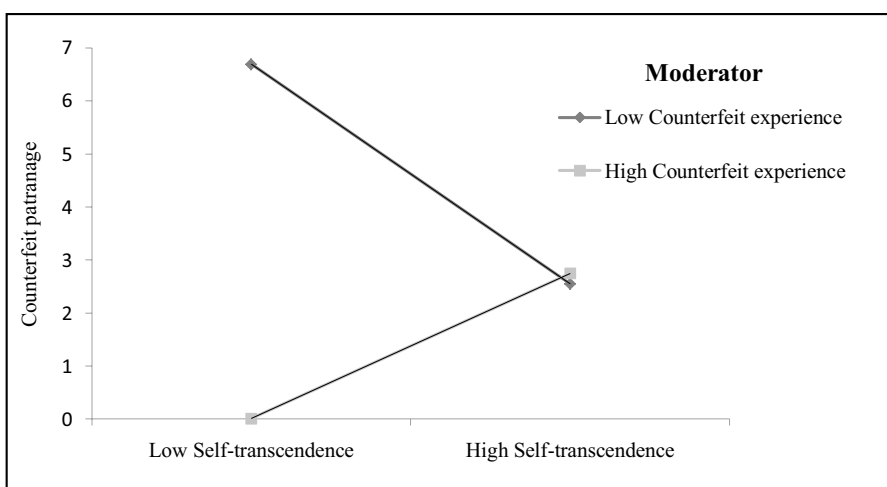 7
Moderator
6
Low Counterfeit experience
5
High Counterfeit experience
4
3
2
1
0
Counterfeit patranage
Low Self-transcendence
High Self-transcendence